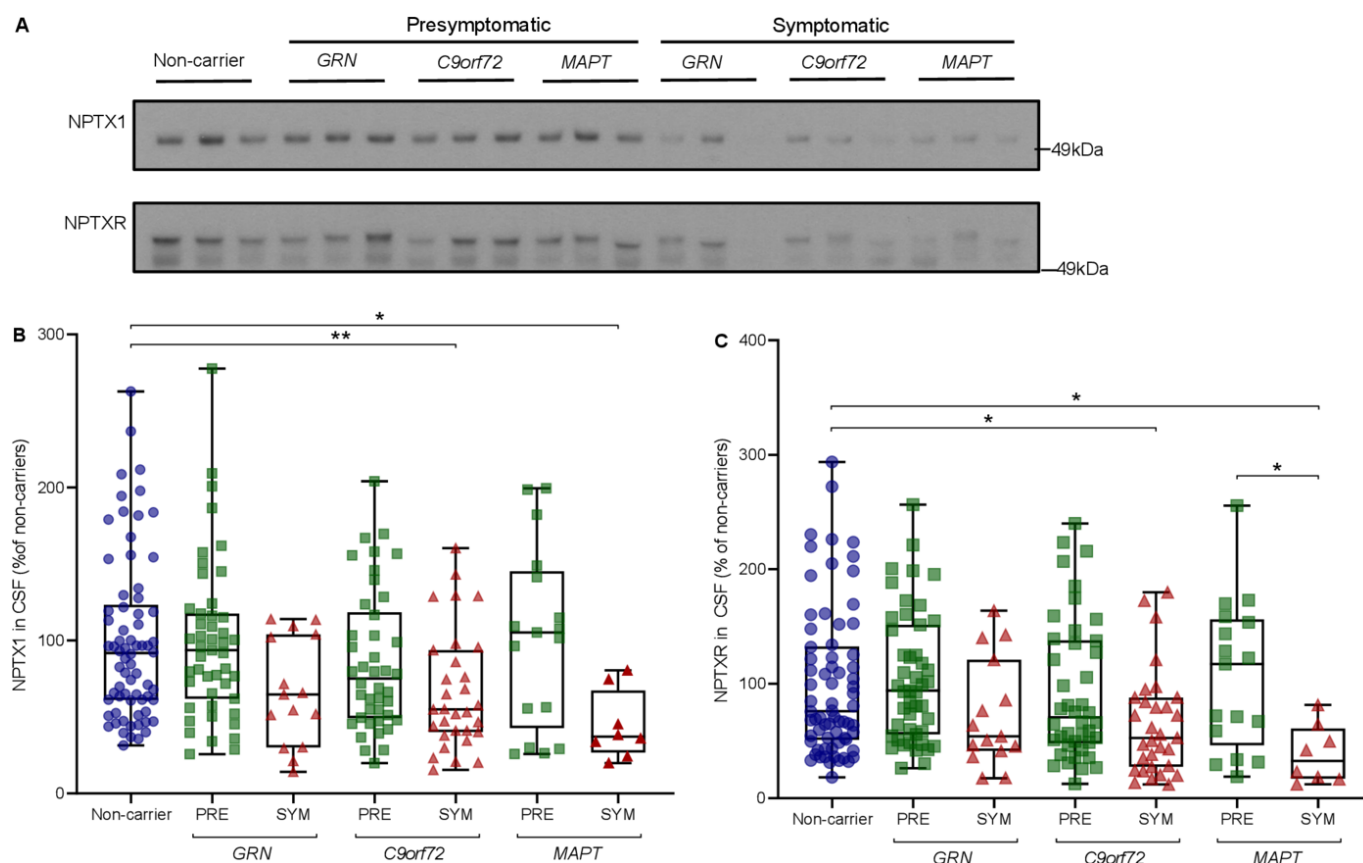 A
Presymptomatic Symptomatic
Non-carrier GRN C9orf72 MAPT GRN C9orf72 MAPT
NPTX1
49kDa
NPTXR
49kDa
B
NPTX1 in CSF (%of non-carriers)
300
200
100
0
*
**
Non-carrier PRE SYM PRE SYM PRE SYM
GRN C9orf72 MAPT
C
NPTXR in CSF (% of non-carriers)
400
300
200
100
0
*
*
*
Non-carrier PRE SYM PRE SYM PRE SYM
GRN C9orf72 MAPT